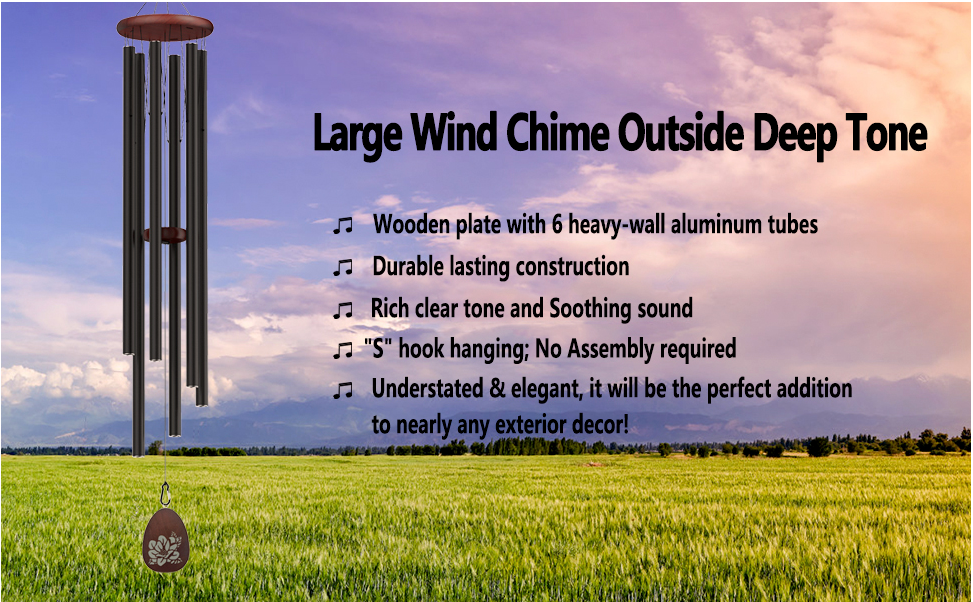 Large Wind Chime Outside Deep Tone
♫ Wooden plate with 6 heavy-wall aluminum tubes
♫ Durable lasting construction
♫ Rich clear tone and Soothing sound
♫ "S" hook hanging; No Assembly required
♫ Understated & elegant, it will be the perfect addition
to nearly any exterior decor!